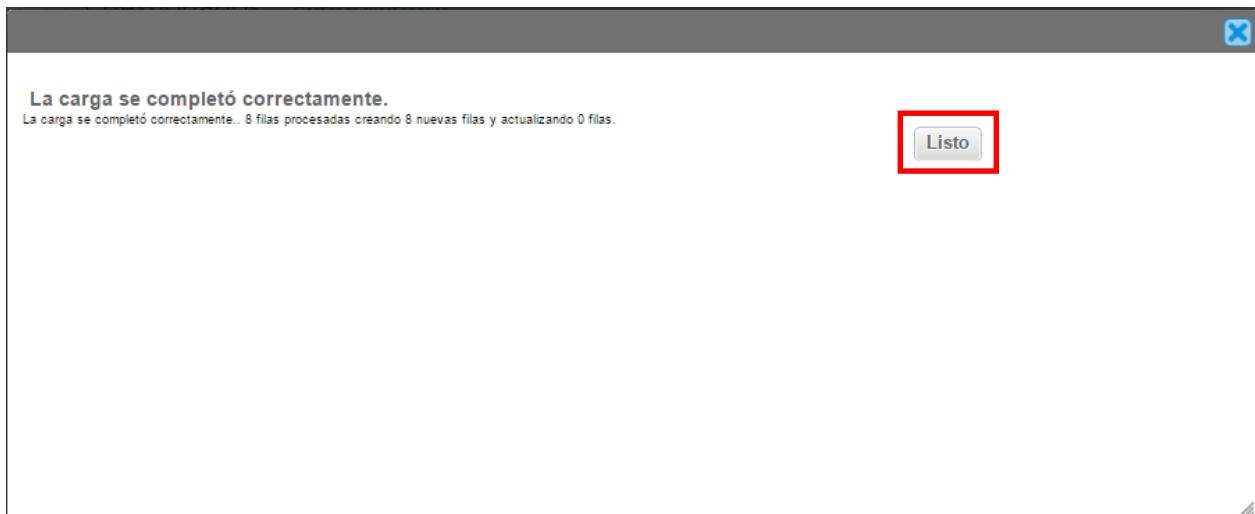 La carga se completó correctamente.
La carga se completó correctamente.. 8 filas procesadas creando 8 nuevas filas y actualizando 0 filas.
Listo